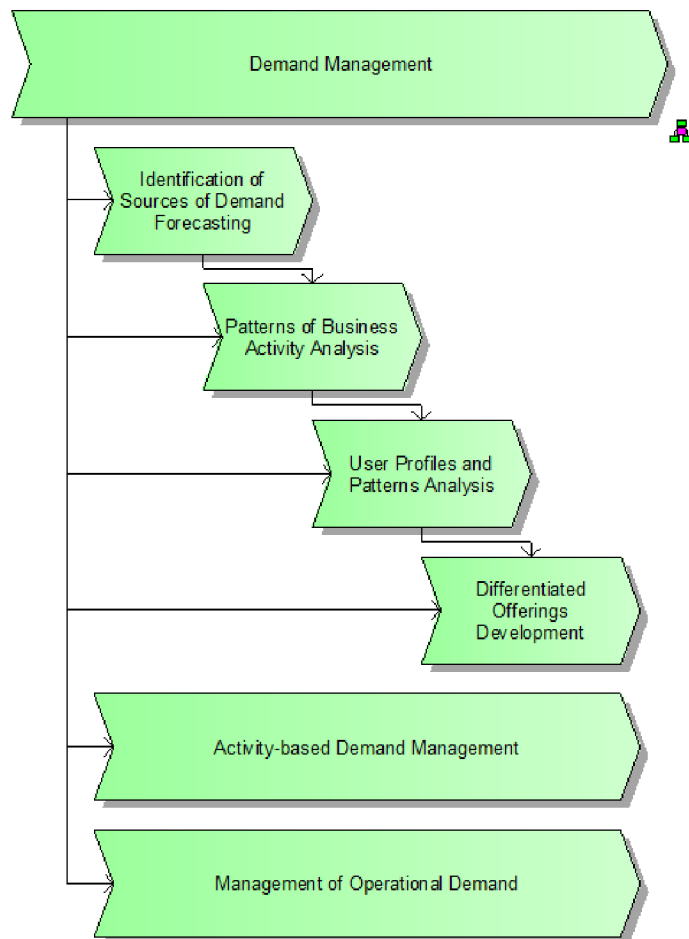 Demand Management
Identification of
Sources of Demand
Forecasting
Patterns of Business
Activity Analysis
User Profiles and
Patterns Analysis
Differentiated
Offerings
Development
Activity-based Demand Management
Management of Operational Demand